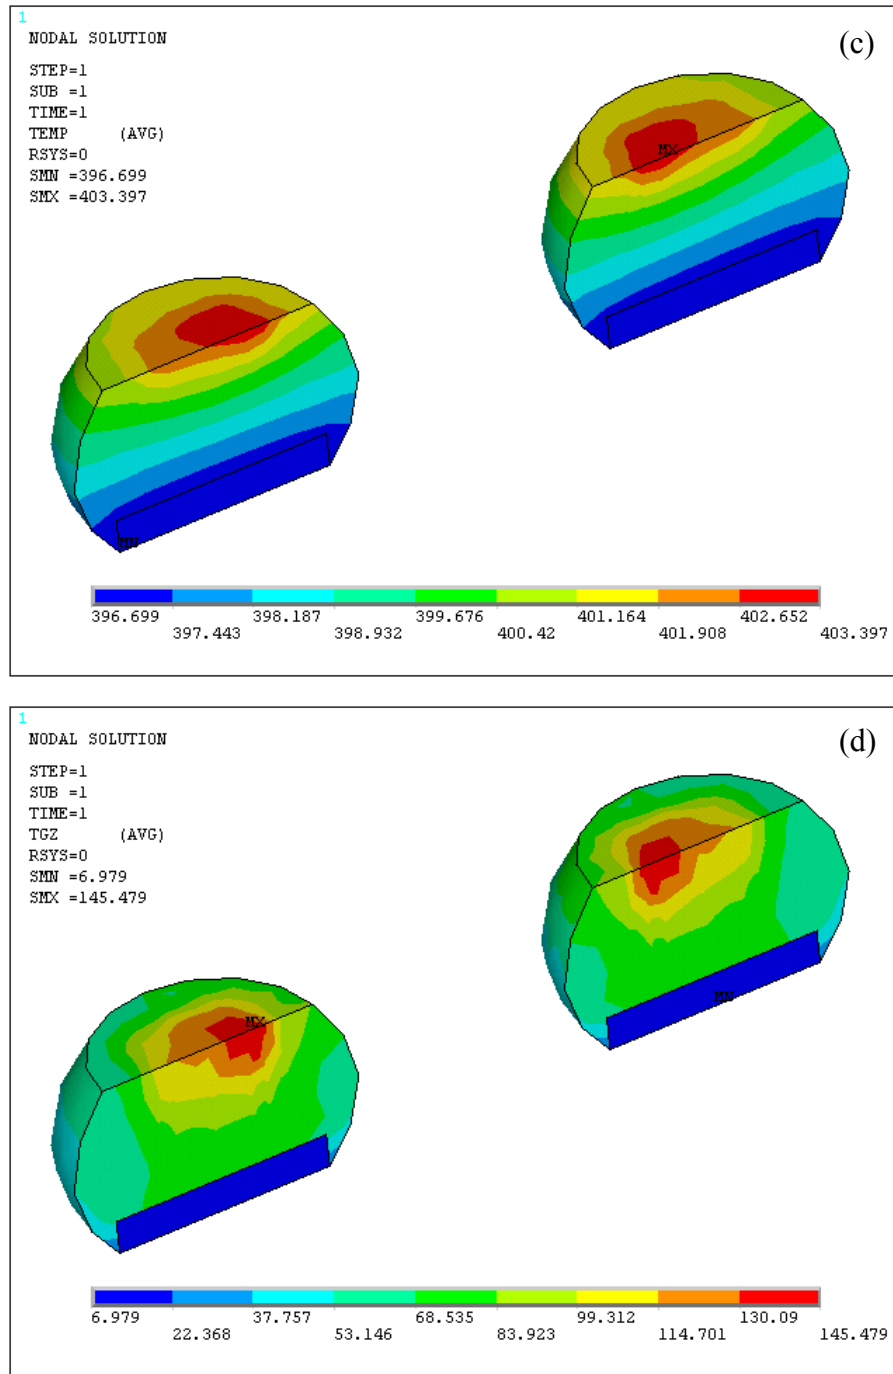 1
NODAL SOLUTION
(c)
STEP=1
SUB =1
TIME=1
TEMP (AVG)
RSYS=0
SMN =396.699
SMX =403.397
MX
MN
396.699 398.187 399.676 401.164 402.652
397.443 398.932 400.42 401.908 403.397
1
NODAL SOLUTION
(d)
STEP=1
SUB =1
TIME=1
TGZ (AVG)
RSYS=0
SMN =6.979
SMX =145.479
MN
MX
6.979 37.757 68.535 99.312 130.09
22.368 53.146 83.923 114.701 145.479